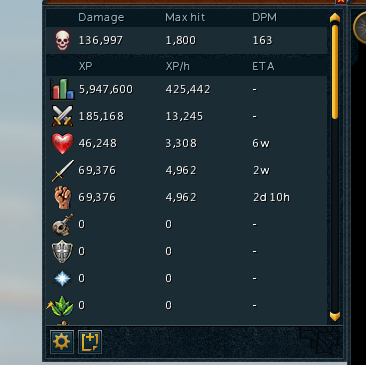 Damage Max hit DPM
136,997 1,800 163
XP XP/h ETA
5,947,600 425,442 -
185,168 13,245 -
46,248 3,308 6w
69,376 4,962 2w
69,376 4,962 2d 10h
0 0 -
0 0 -
0 0 -
0 0 -